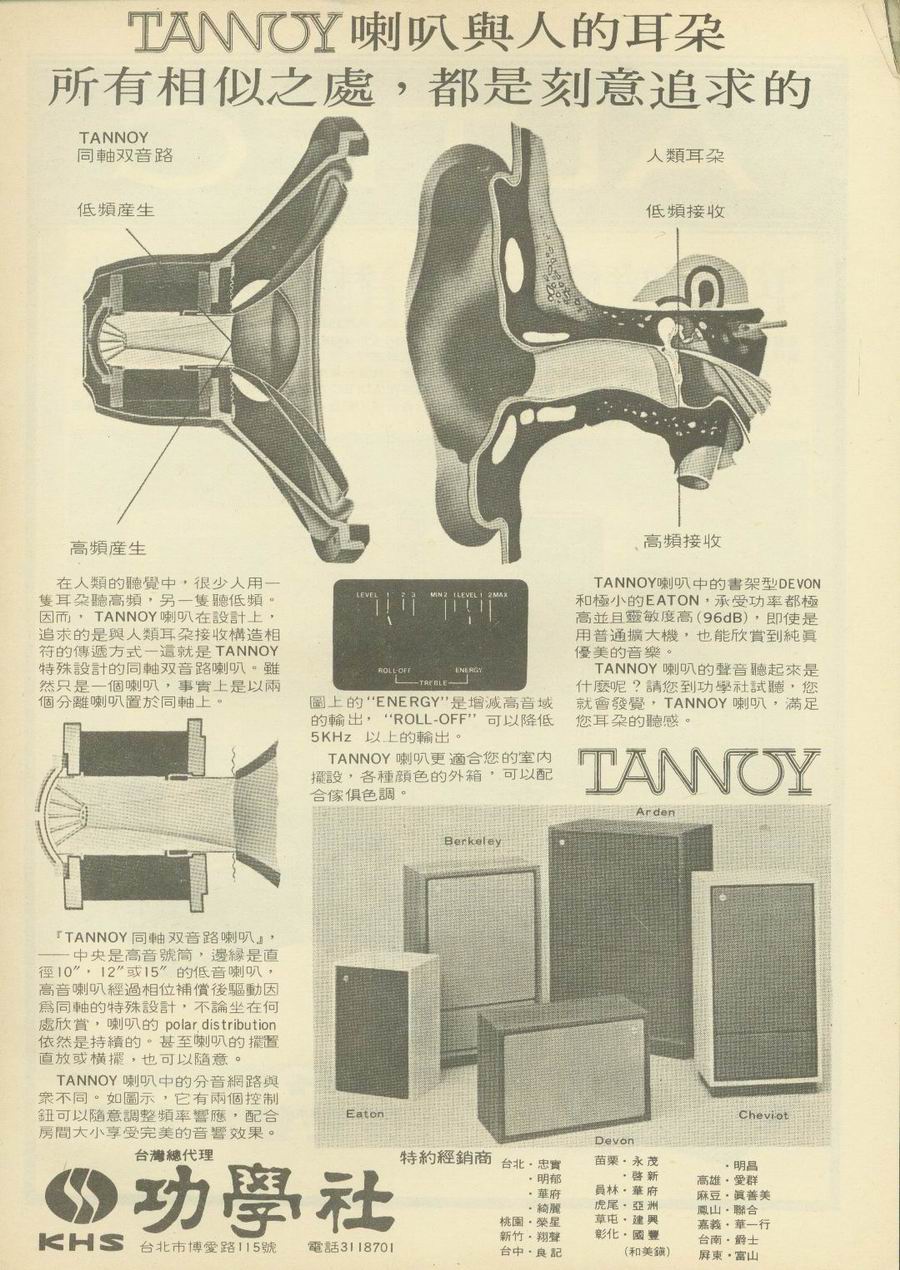 TANNOY喇叭與人的耳朶
所有相似之處，都是刻意追求的
TANNOY
同軸双音路
低頻產生
高頻產生
人類耳朶
低頻接收
高頻接收
在人類的聽覺中，很少人用一
隻耳朶聽高頻，另一隻聽低頻。
因而，TANNOY喇叭在設計上，
追求的是與人類耳朶接收構造相
符的傳遞方式─這就是TANNOY
特殊設計的同軸双音路喇叭。雖
然只是一個喇叭，事實上是以兩
個分離喇叭置於同軸上。
『TANNOY同軸双音路喇叭』，
──中央是高音號筒，邊緣是直
徑10″，12″或15″的低音喇叭，
高音喇叭經過相位補償後驅動因
爲同軸的特殊設計，不論坐在何
處欣賞，喇叭的 polar distribution
依然是持續的。甚至喇叭的擺置
直放或橫擺，也可以隨意。
TANNOY 喇叭中的分音網路與
衆不同。如圖示，它有兩個控制
鈕可以隨意調整頻率響應，配合
房間大小享受完美的音響效果。
LEVEL 1 2 3 MIN 2 1 LEVEL 1 2 MAX
ROLL-OFF ENERGY
TREBLE
圖上的“ENERGY”是增減高音域
的輸出，“ROLL-OFF” 可以降低
5KHz 以上的輸出。
TANNOY 喇叭更適合您的室內
擺設，各種顔色的外箱，可以配
合傢俱色調。
TANNOY喇叭中的書架型DEVON
和極小的EATON，承受功率都極
高並且靈敏度高(96dB)，即使是
用普通擴大機，也能欣賞到純眞
優美的音樂。
TANNOY 喇叭的聲音聽起來是
什麼呢？請您到功學社試聽，您
就會發覺，TANNOY 喇叭，滿足
您耳朶的聽感。
TANNOY
Arden
Berkeley
Eaton
Devon
Cheviot
台灣總代理
功學社
KHS 台北市博愛路115號 電話3118701
特約經銷商
台北・忠實
・明郁
・華府
・綺麗
桃園・榮星
新竹・翔聲
台中・良記
苗栗・永茂
・啓新
員林・華府
虎尾・亞洲
草屯・建興
彰化・國豐
(和美鎭)
・明昌
高雄・愛群
麻豆・眞善美
鳳山・聯合
嘉義・華一行
台南・爵士
屛東・富山